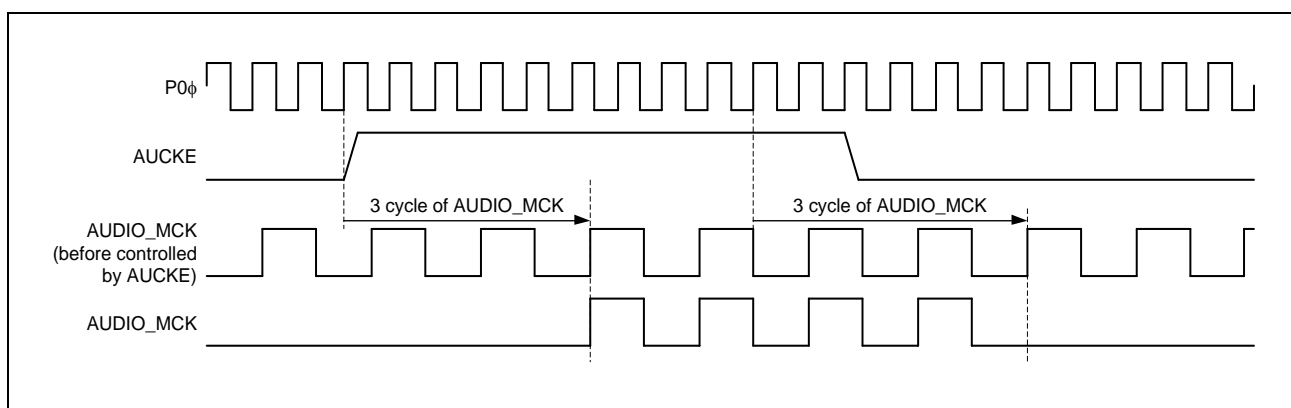 P0ϕ
AUCKE
3 cycle of AUDIO_MCK
3 cycle of AUDIO_MCK
AUDIO_MCK
(before controlled
by AUCKE)
AUDIO_MCK